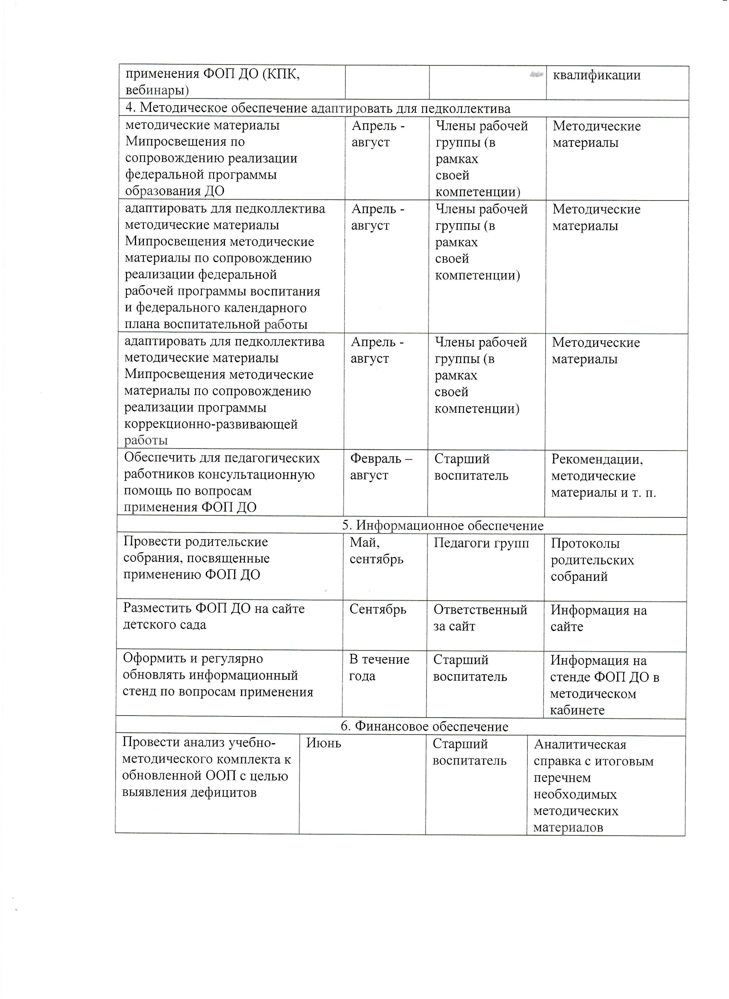 применения ФОП ДО (КПК,
вебинары)
квалификации
4. Методическое обеспечение адаптировать для педколлектива
методические материалы
Мипросвещения по
сопровождению реализации
федеральной программы
образования ДО
Апрель -
август
Члены рабочей
группы (в
рамках
своей
компетенции)
Методические
материалы
адаптировать для педколлектива
методические материалы
Мипросвещения методические
материалы по сопровождению
реализации федеральной
рабочей программы воспитания
и федерального календарного
плана воспитательной работы
Апрель -
август
Члены рабочей
группы (в
рамках
своей
компетенции)
Методические
материалы
адаптировать для педколлектива
методические материалы
Мипросвещения методические
материалы по сопровождению
реализации программы
коррекционно-развивающей
работы
Апрель -
август
Члены рабочей
группы (в
рамках
своей
компетенции)
Методические
материалы
Обеспечить для педагогических
работников консультационную
помощь по вопросам
применения ФОП ДО
Февраль –
август
Старший
воспитатель
Рекомендации,
методические
материалы и т. п.
5. Информационное обеспечение
Провести родительские
собрания, посвященные
применению ФОП ДО
Май,
сентябрь
Педагоги групп
Протоколы
родительских
собраний
Разместить ФОП ДО на сайте
детского сада
Сентябрь
Ответственный
за сайт
Информация на
сайте
Оформить и регулярно
обновлять информационный
стенд по вопросам применения
В течение
года
Старший
воспитатель
Информация на
стенде ФОП ДО в
методическом
кабинете
6. Финансовое обеспечение
Провести анализ учебно-
методического комплекта к
обновленной ООП с целью
выявления дефицитов
Июнь
Старший
воспитатель
Аналитическая
справка с итоговым
перечнем
необходимых
методических
материалов